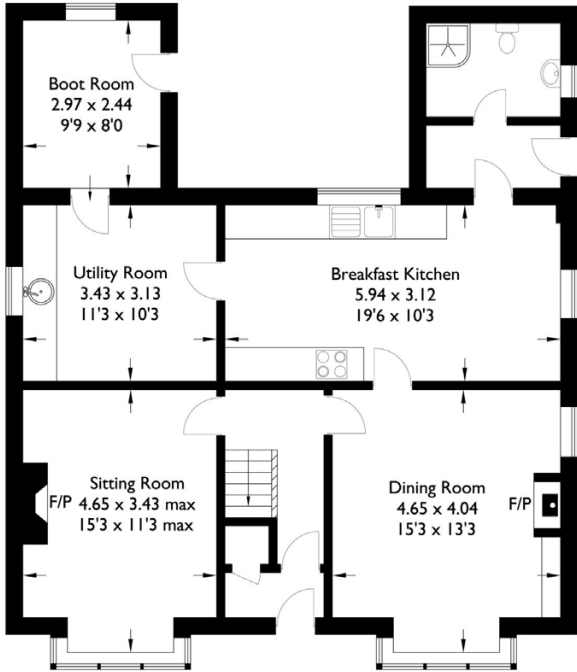 Boot Room
2.97 x 2.44
9'9 x 8'0
Utility Room
3.43 x 3.13
11'3 x 10'3
Breakfast Kitchen
5.94 x 3.12
19'6 x 10'3
Sitting Room
F/P 4.65 x 3.43 max
15'3 x 11'3 max
Dining Room
4.65 x 4.04 F/P
15'3 x 13'3